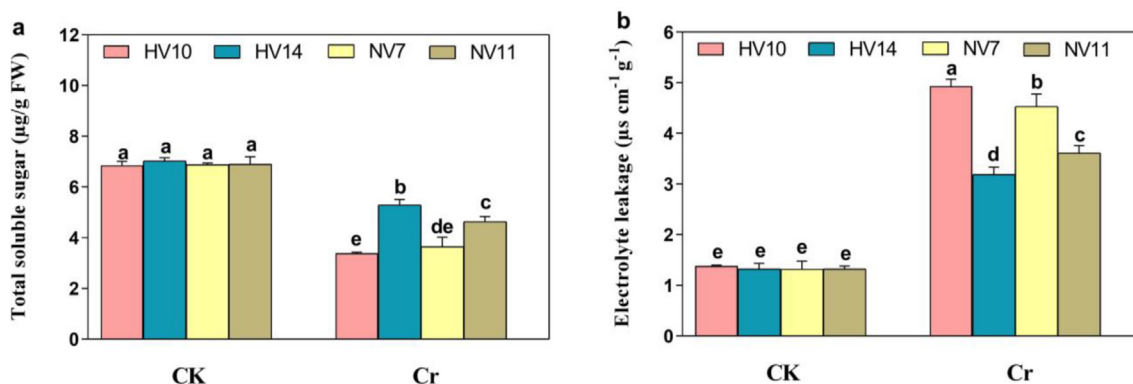 a
Total soluble sugar (µg/g FW)
12
10
8
6
4
2
0
HV10 HV14 NV7 NV11
a a a a
e b de c
CK Cr
b
Electrolyte leakage (µs cm⁻¹ g⁻¹)
6
5
4
3
2
1
0
HV10 HV14 NV7 NV11
e e e e
a d b c
CK Cr